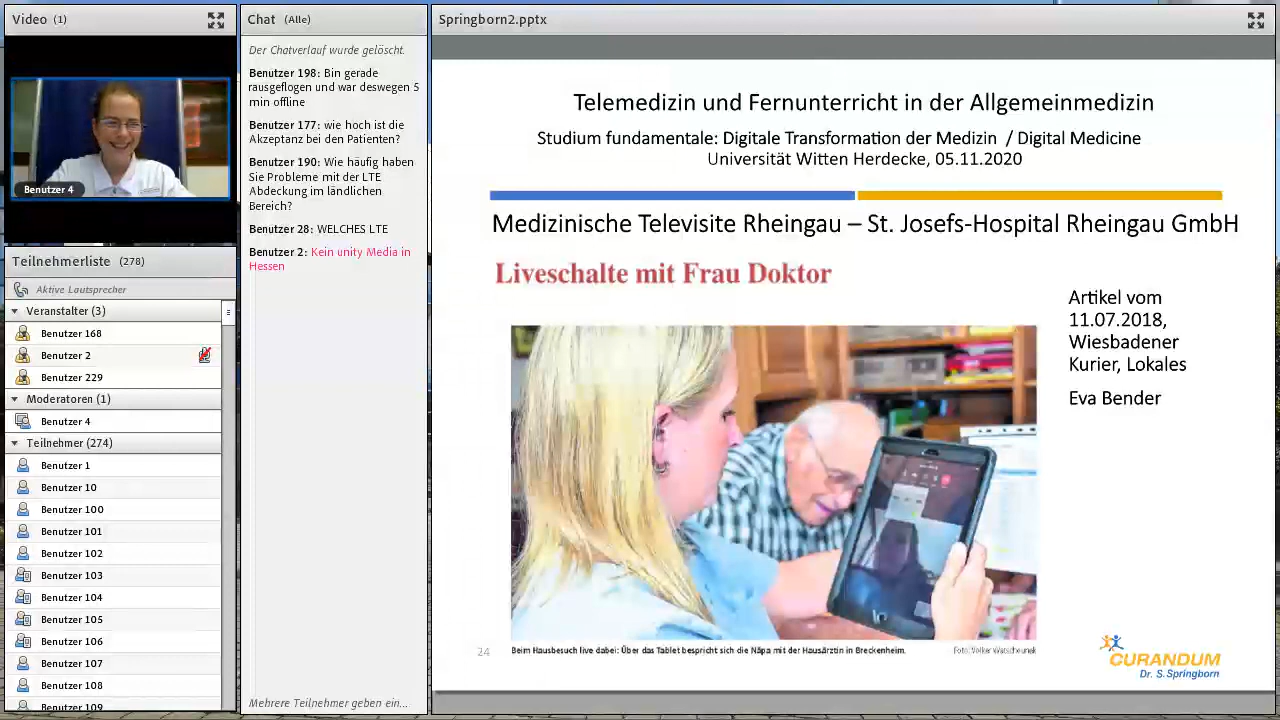 Video (1)
Benutzer 4
Teilnehmerliste (278)
Aktive Lautsprecher
Veranstalter (3)
Benutzer 168
Benutzer 2
Benutzer 229
Moderatoren (1)
Benutzer 4
Teilnehmer (274)
Benutzer 1
Benutzer 10
Benutzer 100
Benutzer 101
Benutzer 102
Benutzer 103
Benutzer 104
Benutzer 105
Benutzer 106
Benutzer 107
Benutzer 108
Benutzer 109
Chat (Alle)
Der Chatverlauf wurde gelöscht.
Benutzer 198: Bin gerade
rausgeflogen und war deswegen 5
min offline
Benutzer 177: wie hoch ist die
Akzeptanz bei den Patienten?
Benutzer 190: Wie häufig haben
Sie Probleme mit der LTE
Abdeckung im ländlichen
Bereich?
Benutzer 28: WELCHES LTE
Benutzer 2: Kein unity Media in
Hessen
Mehrere Teilnehmer geben ein...
Springborn2.pptx
Telemedizin und Fernunterricht in der Allgemeinmedizin
Studium fundamentale: Digitale Transformation der Medizin / Digital Medicine
Universität Witten Herdecke, 05.11.2020
Medizinische Televisite Rheingau – St. Josefs-Hospital Rheingau GmbH
Liveschalte mit Frau Doktor
Artikel vom
11.07.2018,
Wiesbadener
Kurier, Lokales
Eva Bender
24
Beim Hausbesuch live dabei: Über das Tablet bespricht sich die Näpa mit der Hausärztin in Breckenheim.
Foto: Volker Watschounek
CURANDUM
Dr. S.Springborn